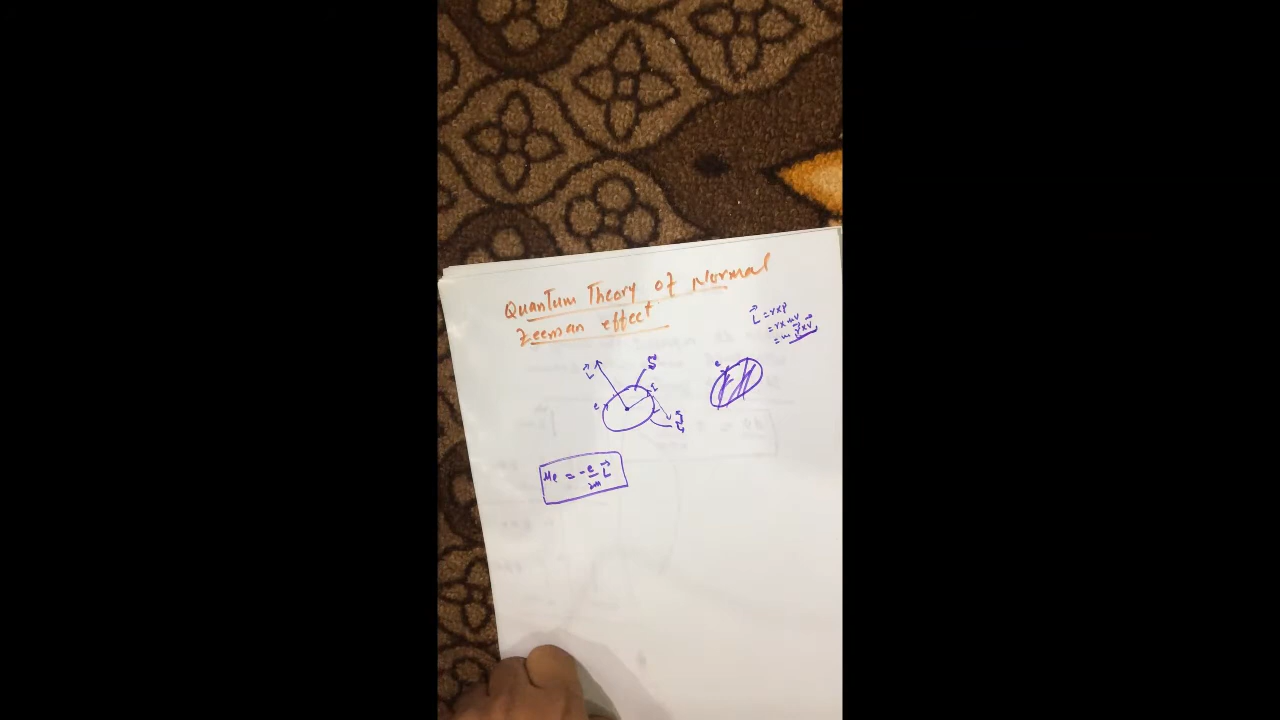 Quantum Theory of Normal
Zeeman effect
L⃗ = r×p
= r×mv
= m r⃗×v⃗
L⃗
e
e
μe = -e/2m L⃗